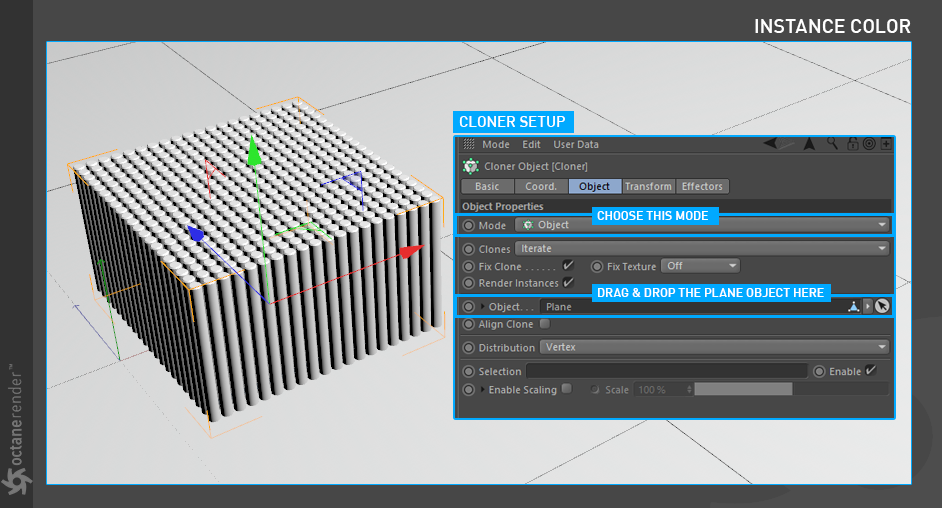 INSTANCE COLOR
CLONER SETUP
Mode Edit User Data
Cloner Object [Cloner]
Basic Coord. Object Transform Effectors
Object Properties
CHOOSE THIS MODE
Mode Object
Clones Iterate
Fix Clone . . . . . . Fix Texture Off
Render Instances
DRAG & DROP THE PLANE OBJECT HERE
Object. . . Plane
Align Clone
Distribution Vertex
Selection Enable
Enable Scaling Scale 100 %
octanerender™